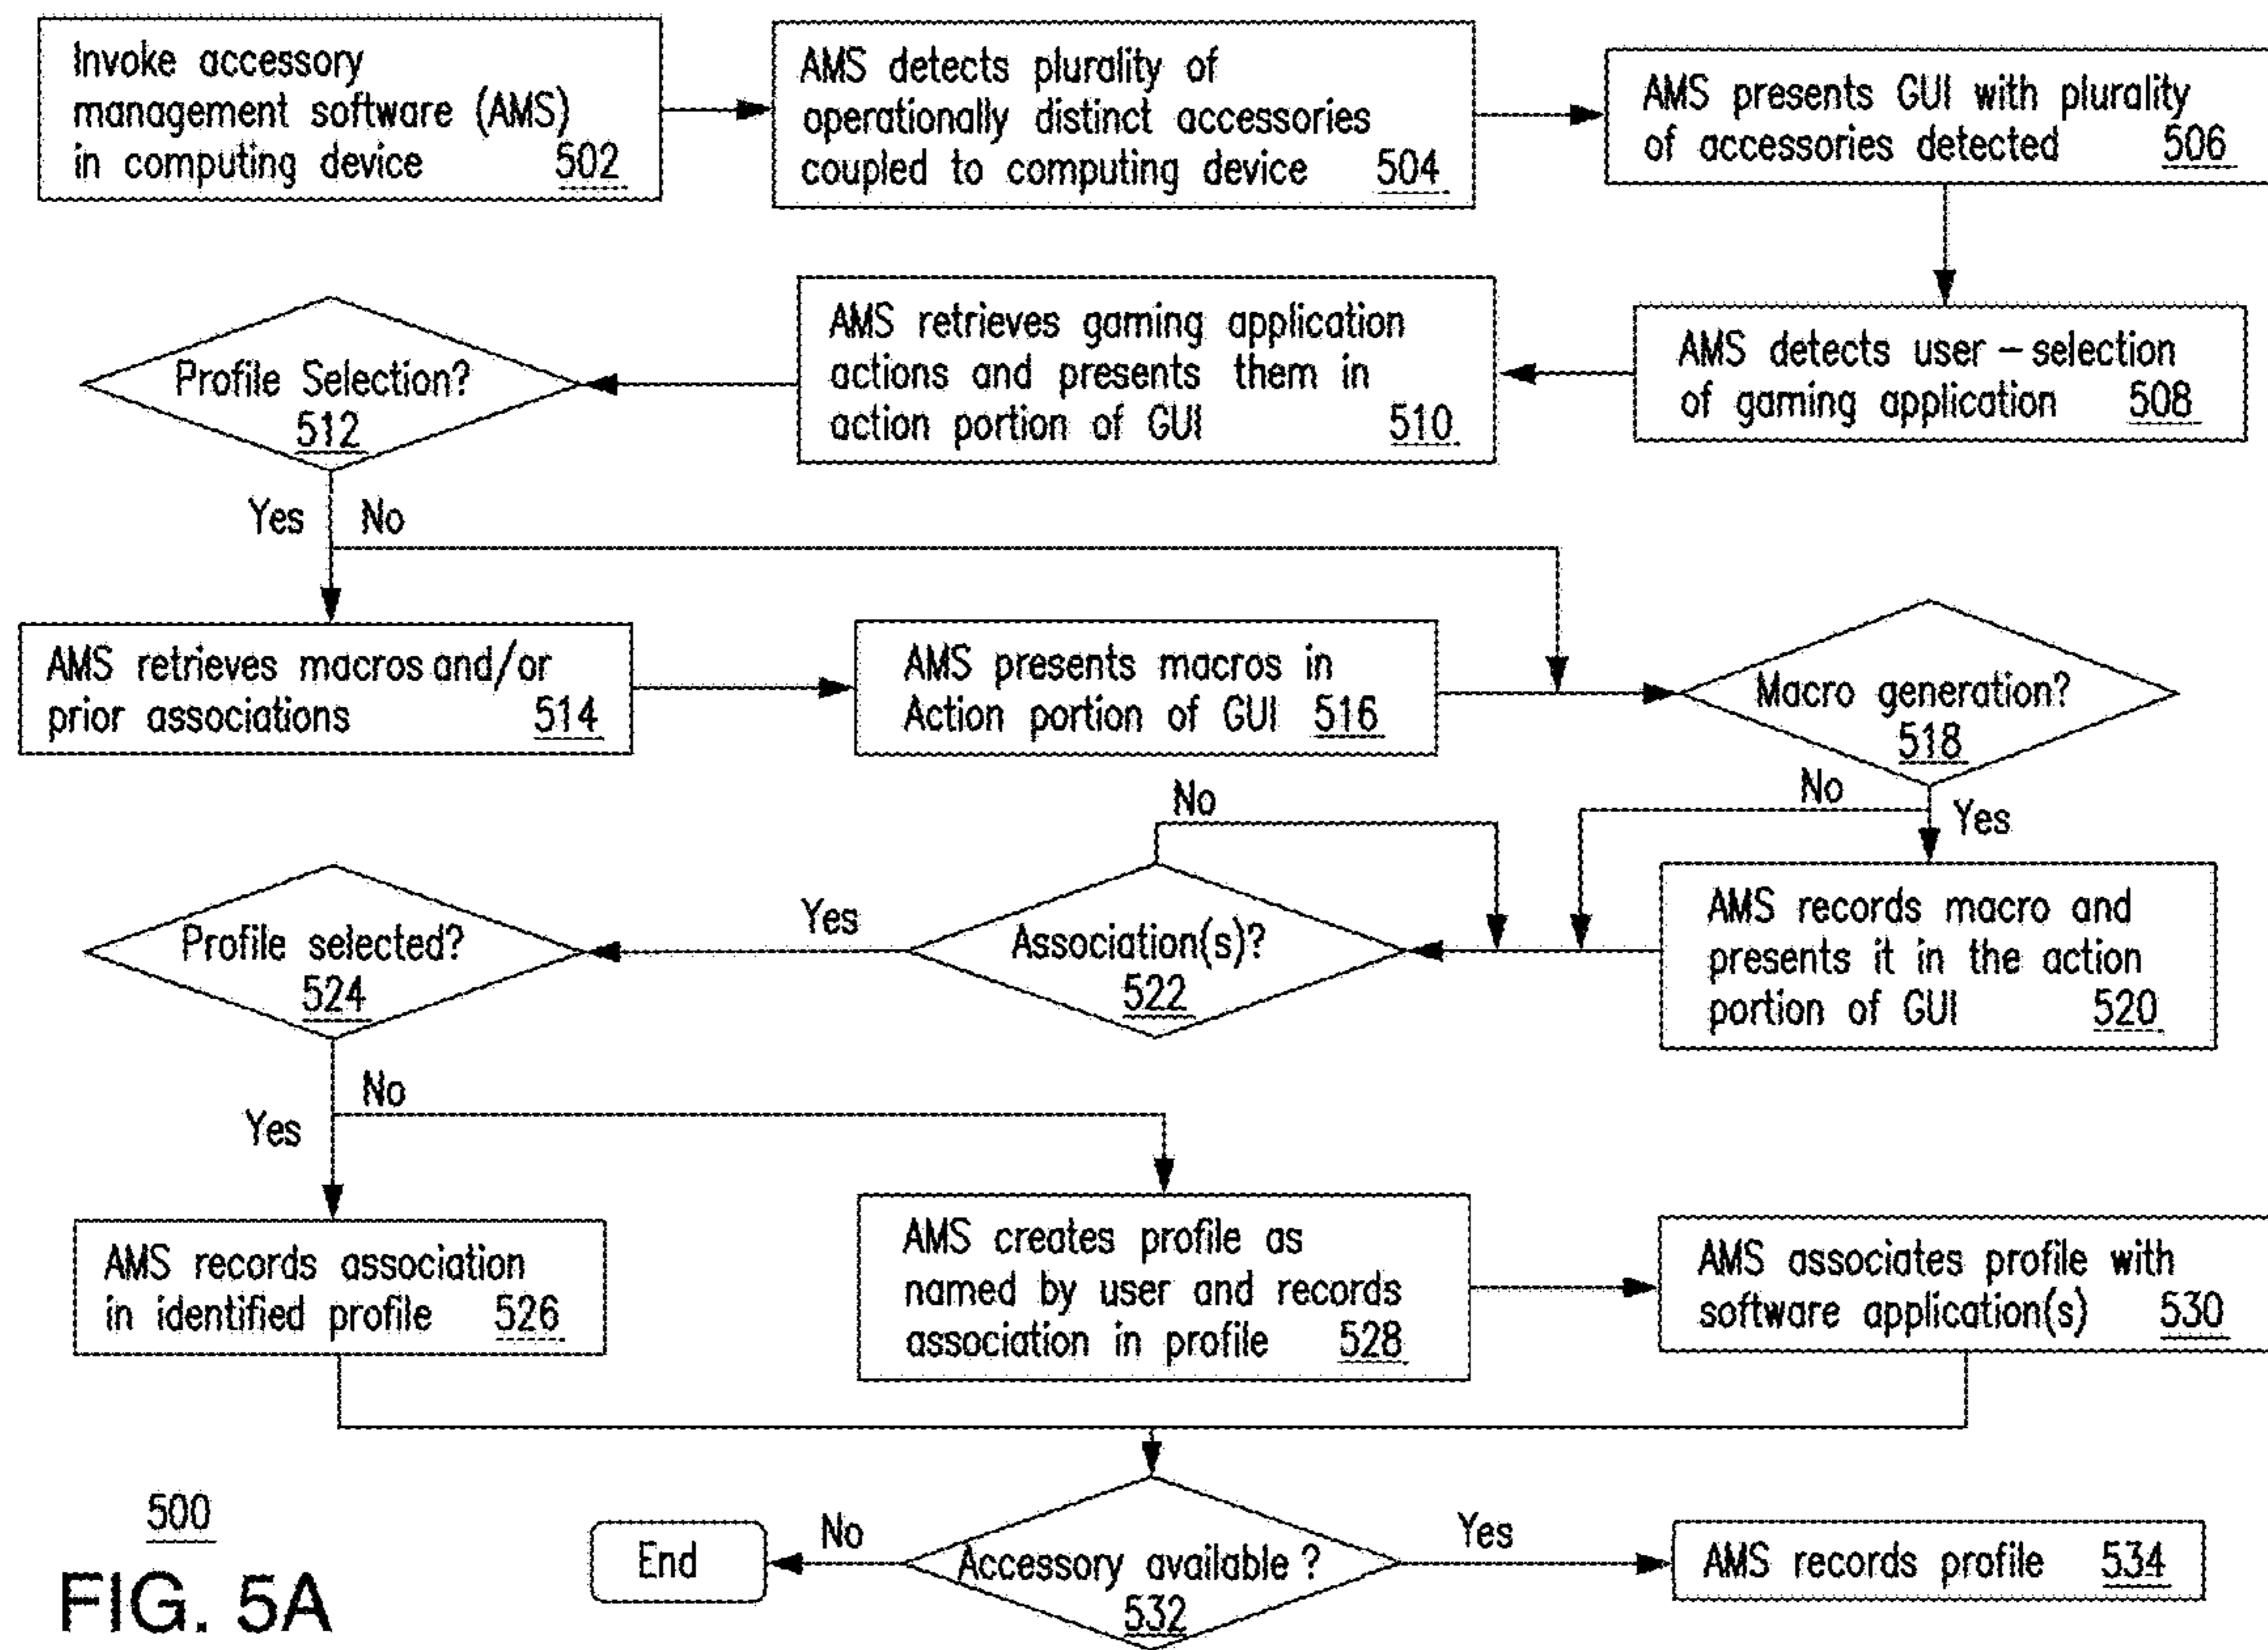 Invoke accessory
management software (AMS)
in computing device 502
AMS detects plurality of
operationally distinct accessories
coupled to computing device 504
AMS presents GUI with plurality
of accessories detected 506
AMS detects user – selection
of gaming application 508
AMS retrieves gaming application
actions and presents them in
action portion of GUI 510
Profile Selection?
512
Yes
No
AMS retrieves macros and/or
prior associations 514
AMS presents macros in
Action portion of GUI 516
Macro generation?
518
No
Yes
AMS records macro and
presents it in the action
portion of GUI 520
No
Association(s)?
522
Yes
Profile selected?
524
No
Yes
AMS records association
in identified profile 526
AMS creates profile as
named by user and records
association in profile 528
AMS associates profile with
software application(s) 530
Accessory available ?
532
No
End
Yes
AMS records profile 534
500
FIG. 5A